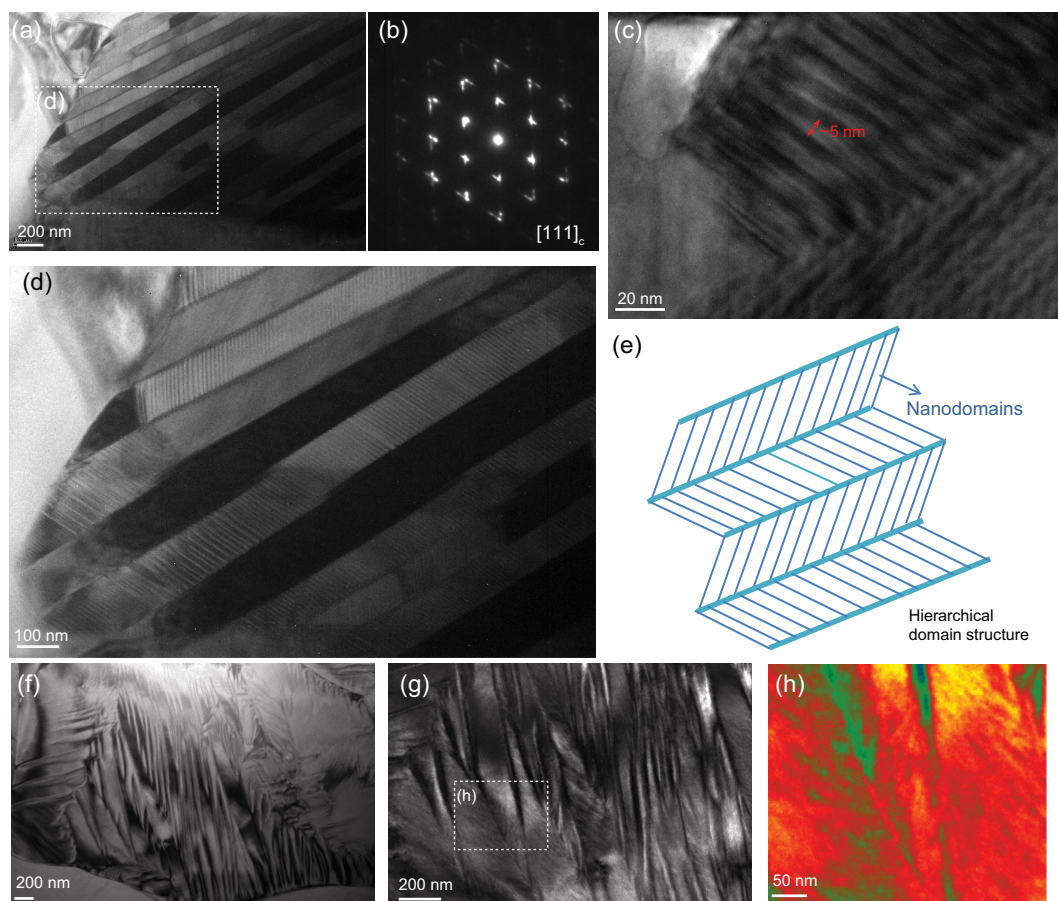 (a)
(d)
200 nm
(b)
[111]c
(c)
~5 nm
20 nm
(d)
100 nm
(e)
Nanodomains
Hierarchical
domain structure
(f)
200 nm
(g)
(h)
200 nm
(h)
50 nm